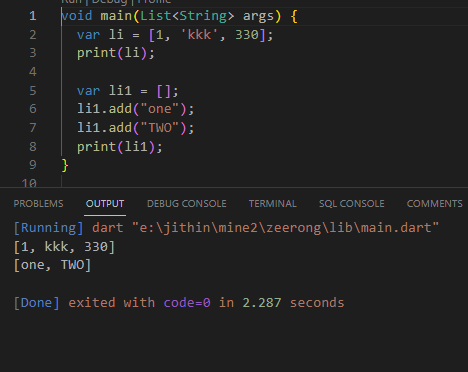 Run | Debug | Profile
1 void main(List<String> args) {
2 var li = [1, 'kkk', 330];
3 print(li);
4
5 var li1 = [];
6 li1.add("one");
7 li1.add("TWO");
8 print(li1);
9 }
10
PROBLEMS OUTPUT DEBUG CONSOLE TERMINAL SQL CONSOLE COMMENTS
[Running] dart "e:\jithin\mine2\zeerong\lib\main.dart"
[1, kkk, 330]
[one, TWO]
[Done] exited with code=0 in 2.287 seconds